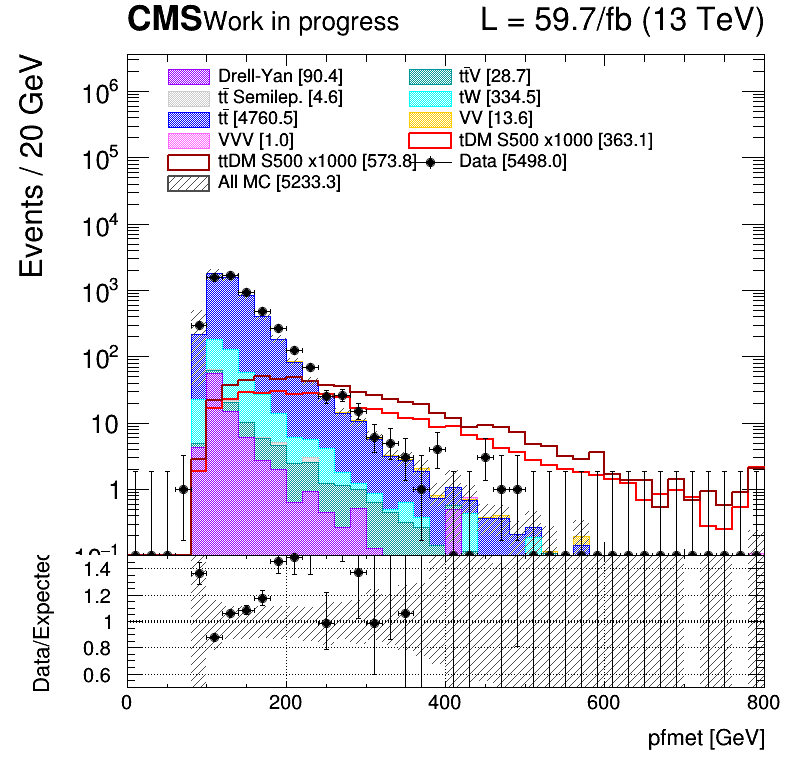 CMS Work in progress L = 59.7/fb (13 TeV)
Events / 20 GeV
Drell-Yan [90.4]
tt̄V [28.7]
tt̄ Semilep. [4.6]
tW [334.5]
tt̄ [4760.5]
VV [13.6]
VVV [1.0]
tDM S500 x1000 [363.1]
ttDM S500 x1000 [573.8]
Data [5498.0]
All MC [5233.3]
10⁶
10⁵
10⁴
10³
10²
10
1
10⁻¹
Data/Expected
1.4
1.2
1
0.8
0.6
0 200 400 600 800
pfmet [GeV]